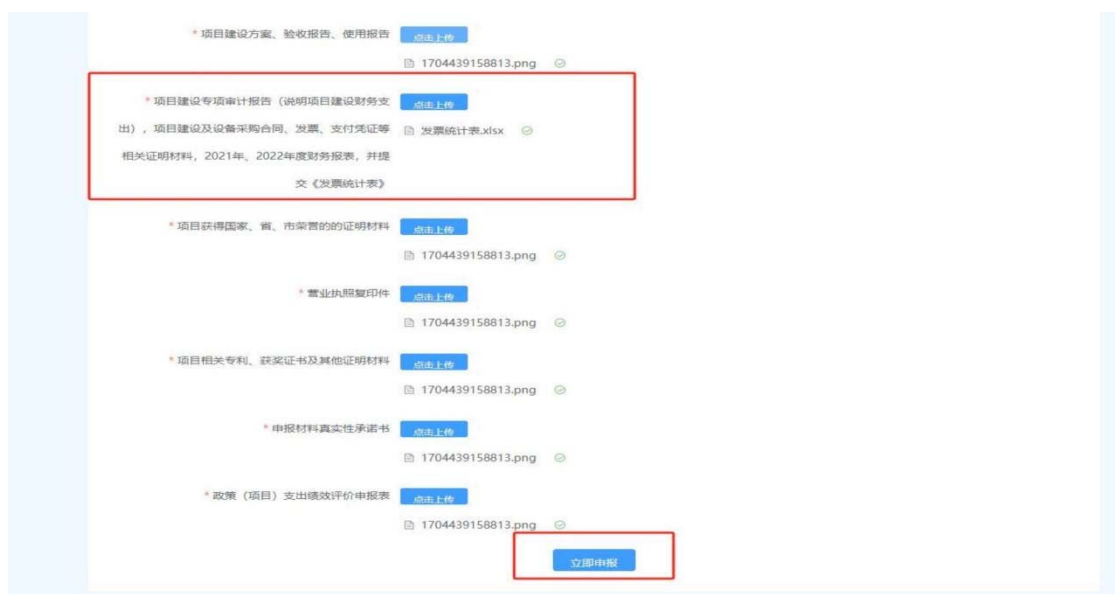 * 项目建设方案、验收报告、使用报告 点击上传
1704439158813.png
* 项目建设专项审计报告（说明项目建设财务支 点击上传
出），项目建设及设备采购合同、发票、支付凭证等 发票统计表.xlsx
相关证明材料，2021年、2022年度财务报表，并提
交《发票统计表》
* 项目获得国家、省、市荣誉的的证明材料 点击上传
1704439158813.png
* 营业执照复印件 点击上传
1704439158813.png
* 项目相关专利、获奖证书及其他证明材料 点击上传
1704439158813.png
* 申报材料真实性承诺书 点击上传
1704439158813.png
* 政策（项目）支出绩效评价申报表 点击上传
1704439158813.png
立即申报